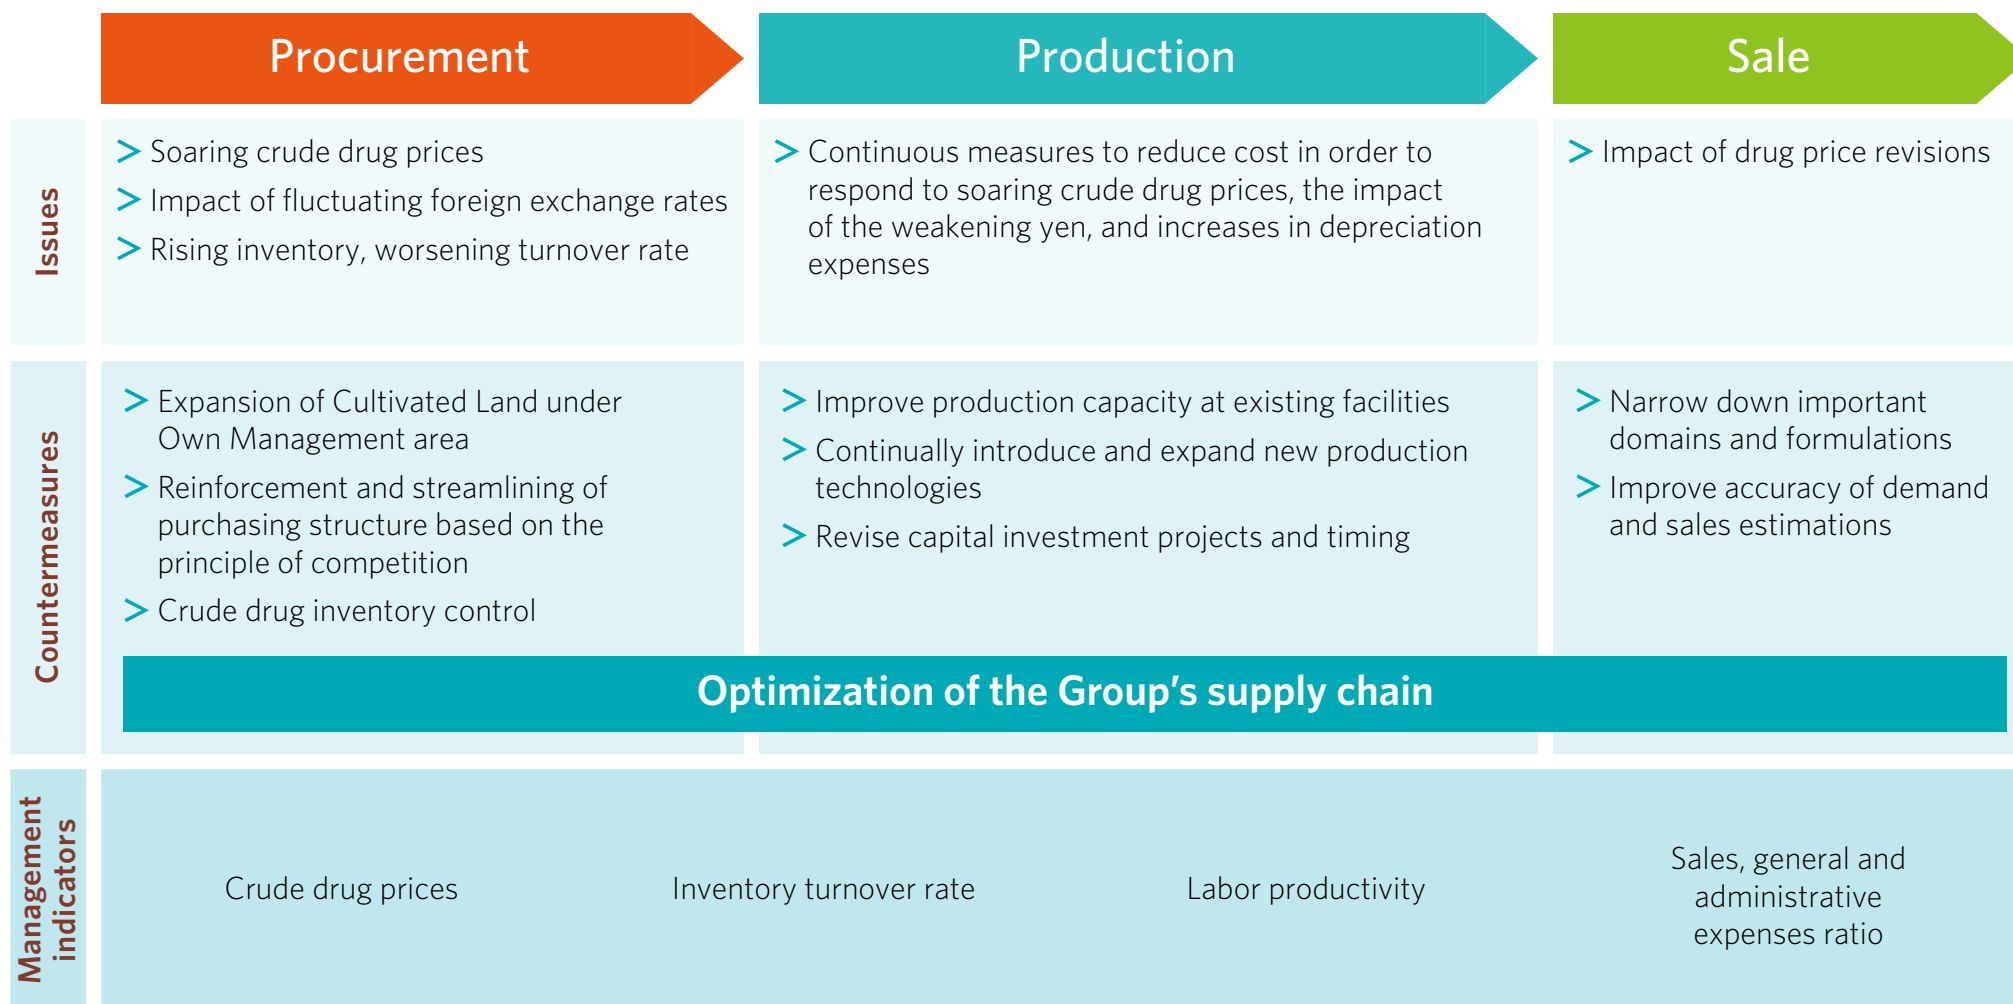 Procurement
Production
Sale
Issues
> Soaring crude drug prices
> Impact of fluctuating foreign exchange rates
> Rising inventory, worsening turnover rate
> Continuous measures to reduce cost in order to
respond to soaring crude drug prices, the impact
of the weakening yen, and increases in depreciation
expenses
> Impact of drug price revisions
Countermeasures
> Expansion of Cultivated Land under
Own Management area
> Reinforcement and streamlining of
purchasing structure based on the
principle of competition
> Crude drug inventory control
> Improve production capacity at existing facilities
> Continually introduce and expand new production
technologies
> Revise capital investment projects and timing
> Narrow down important
domains and formulations
> Improve accuracy of demand
and sales estimations
Optimization of the Group’s supply chain
Management
indicators
Crude drug prices
Inventory turnover rate
Labor productivity
Sales, general and
administrative
expenses ratio